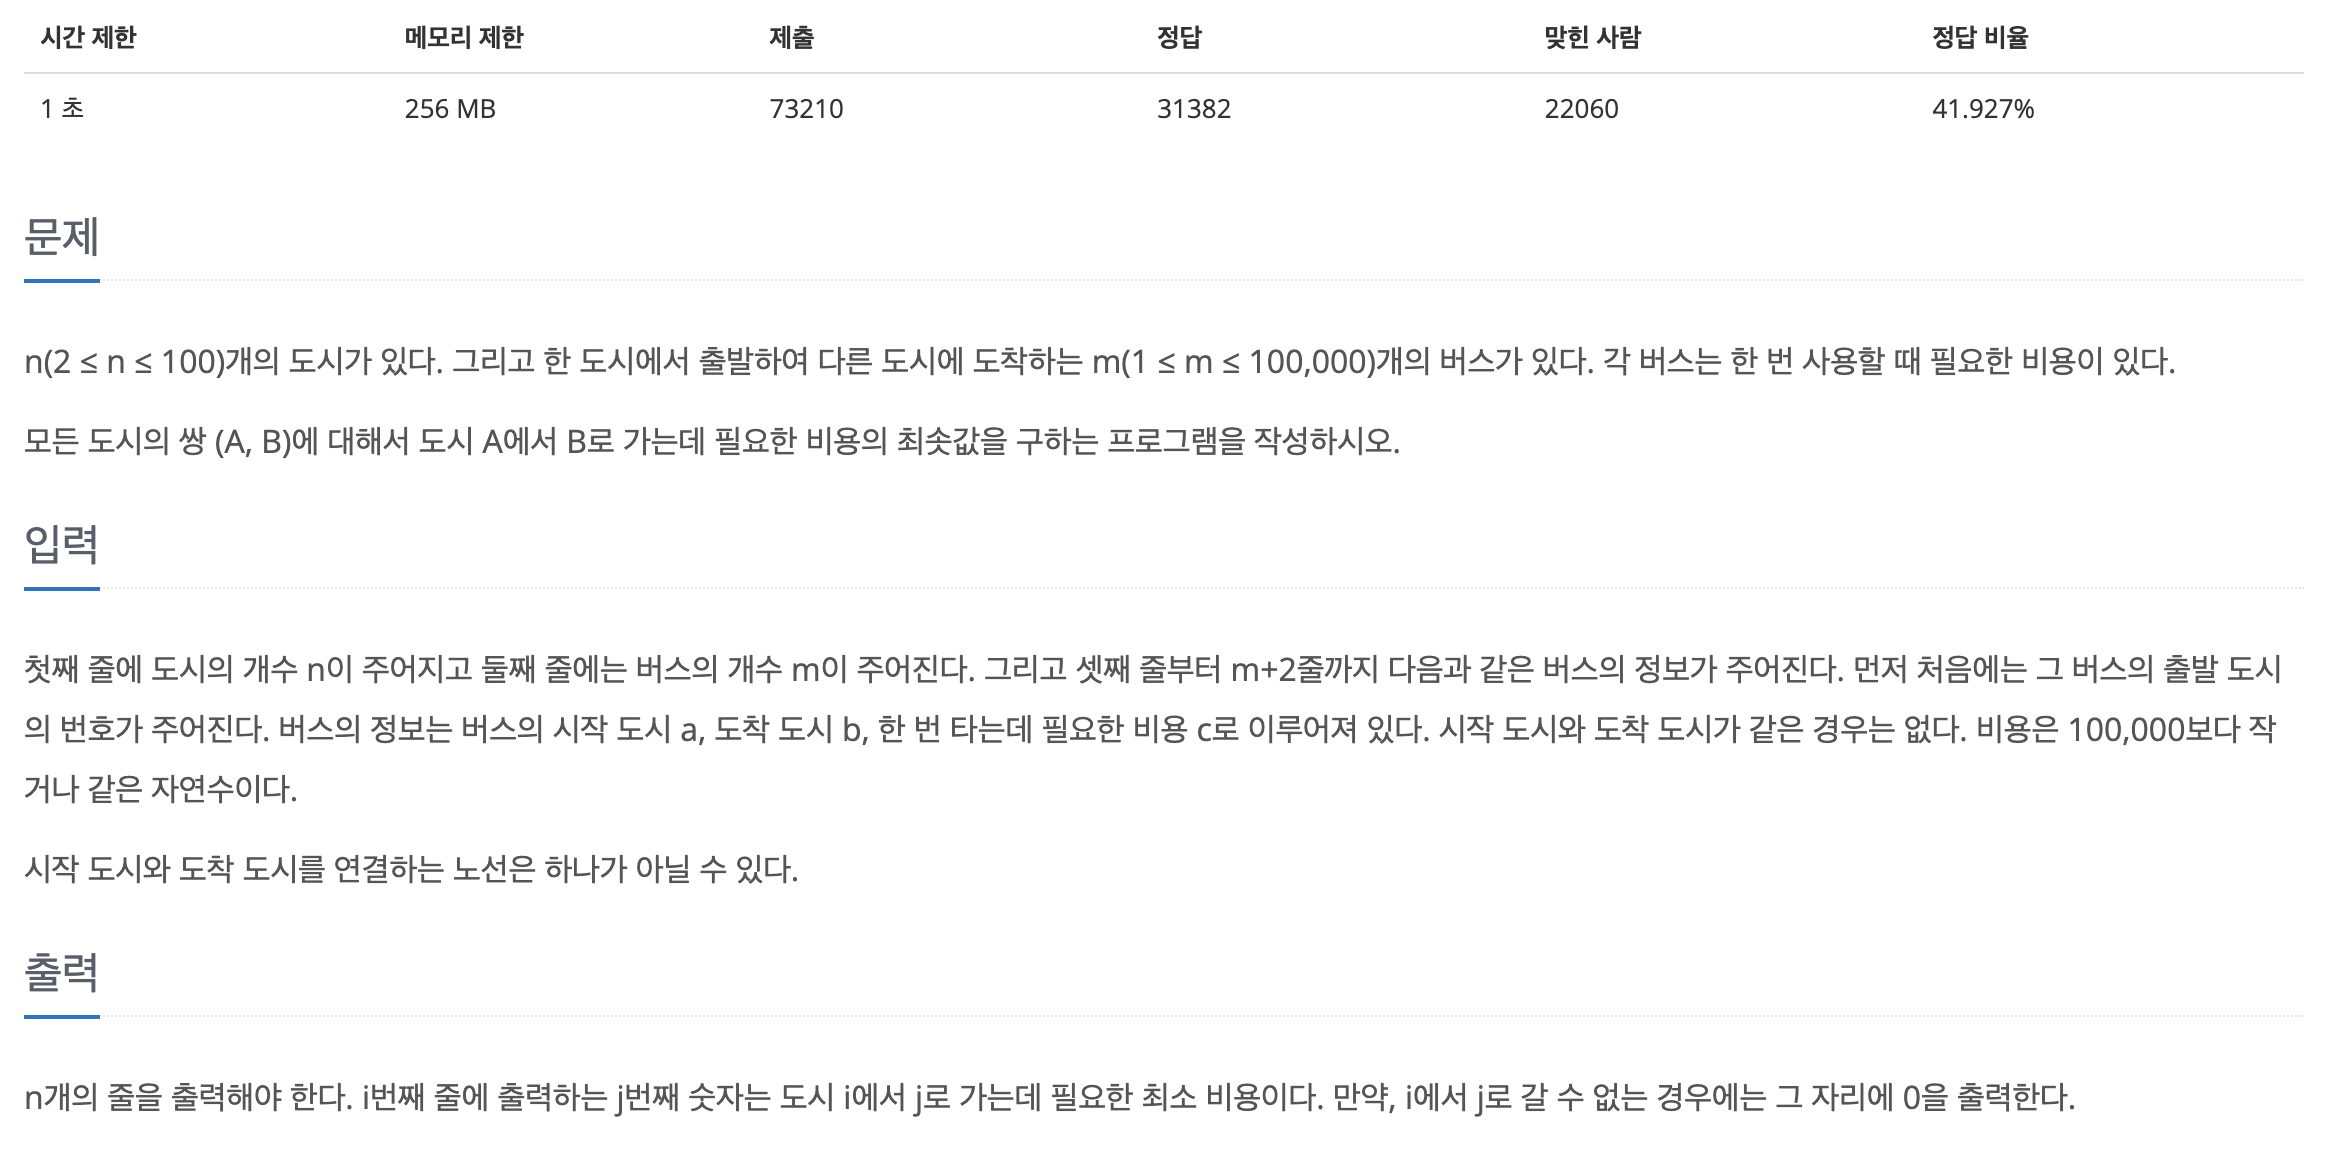 시간 제한 메모리 제한 제출 정답 맞힌 사람 정답 비율
1 초 256 MB 73210 31382 22060 41.927%
문제
n(2 ≤ n ≤ 100)개의 도시가 있다. 그리고 한 도시에서 출발하여 다른 도시에 도착하는 m(1 ≤ m ≤ 100,000)개의 버스가 있다. 각 버스는 한 번 사용할 때 필요한 비용이 있다.
모든 도시의 쌍 (A, B)에 대해서 도시 A에서 B로 가는데 필요한 비용의 최솟값을 구하는 프로그램을 작성하시오.
입력
첫째 줄에 도시의 개수 n이 주어지고 둘째 줄에는 버스의 개수 m이 주어진다. 그리고 셋째 줄부터 m+2줄까지 다음과 같은 버스의 정보가 주어진다. 먼저 처음에는 그 버스의 출발 도시
의 번호가 주어진다. 버스의 정보는 버스의 시작 도시 a, 도착 도시 b, 한 번 타는데 필요한 비용 c로 이루어져 있다. 시작 도시와 도착 도시가 같은 경우는 없다. 비용은 100,000보다 작
거나 같은 자연수이다.
시작 도시와 도착 도시를 연결하는 노선은 하나가 아닐 수 있다.
출력
n개의 줄을 출력해야 한다. i번째 줄에 출력하는 j번째 숫자는 도시 i에서 j로 가는데 필요한 최소 비용이다. 만약, i에서 j로 갈 수 없는 경우에는 그 자리에 0을 출력한다.